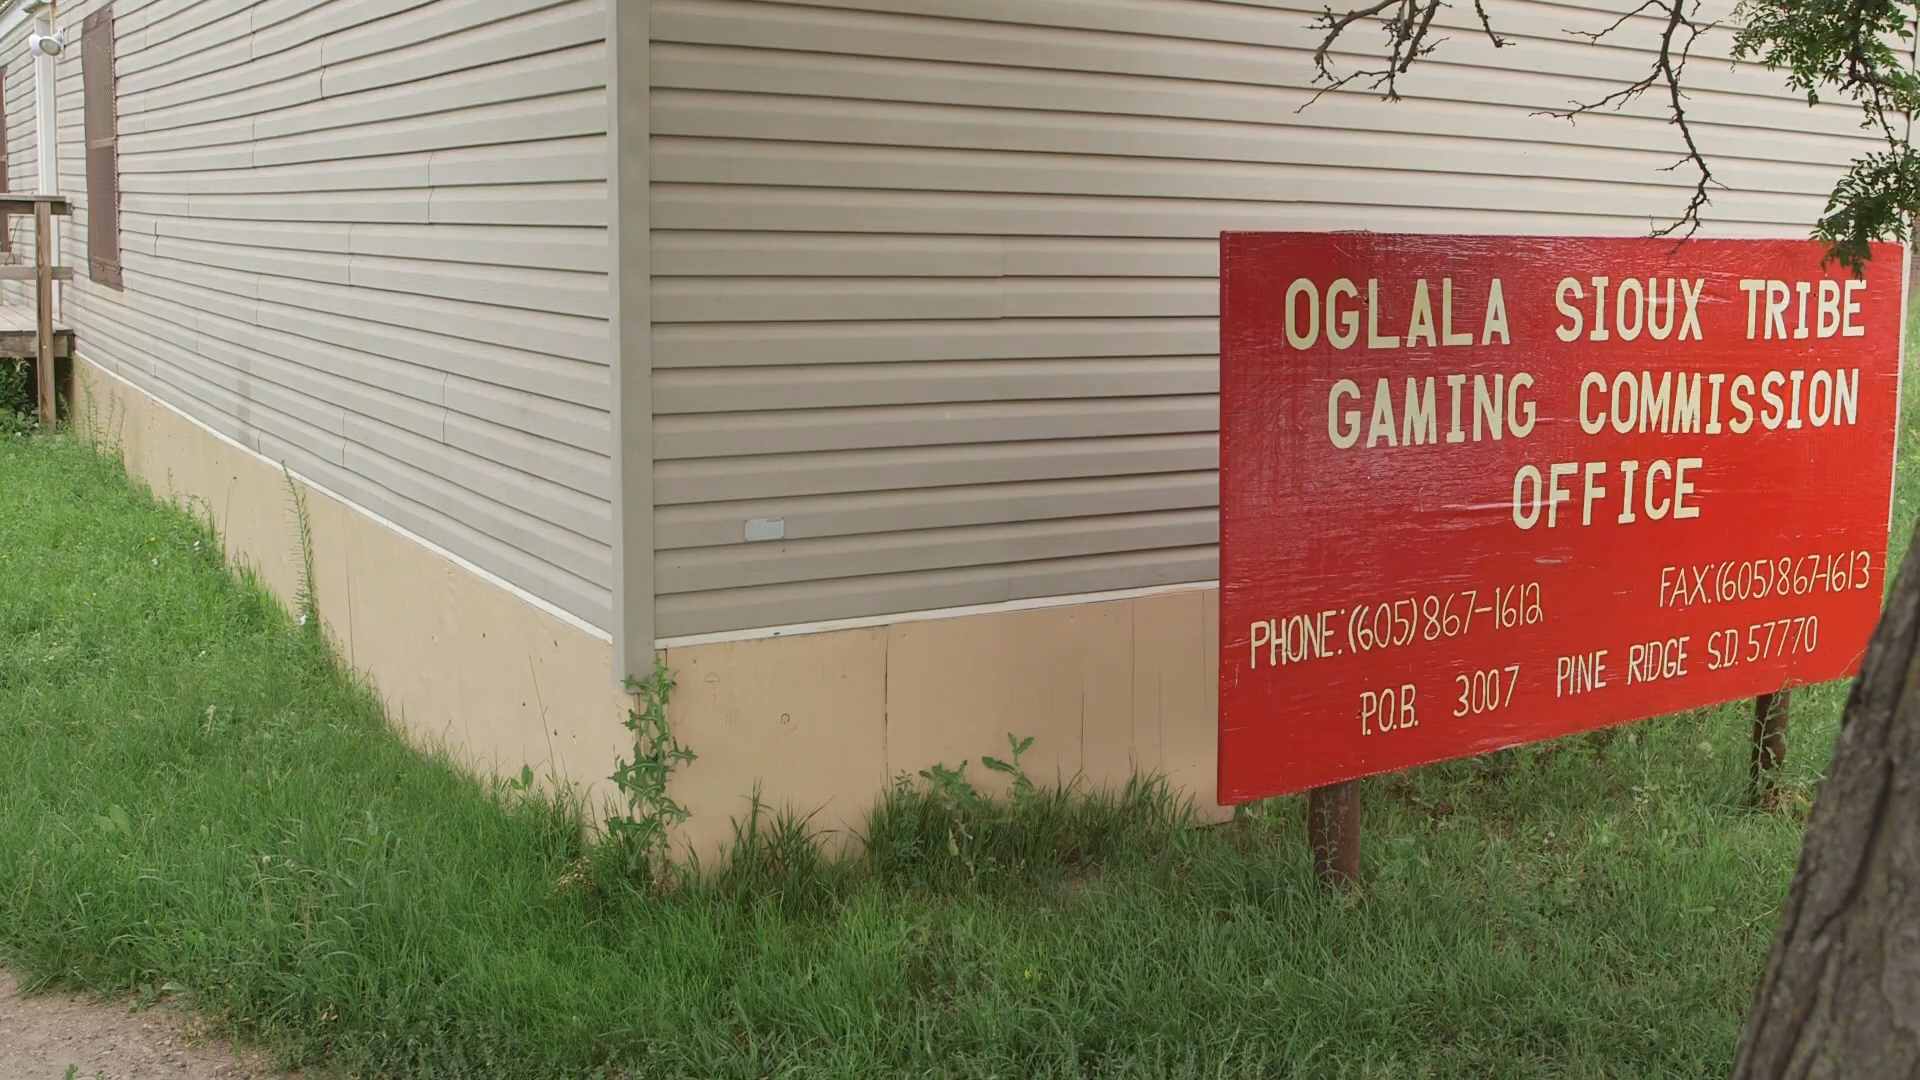 OGLALA SIOUX TRIBE
GAMING COMMISSION
OFFICE
PHONE:(605)867-1612 FAX:(605)867-1613
P.O.B. 3007 PINE RIDGE S.D. 57770